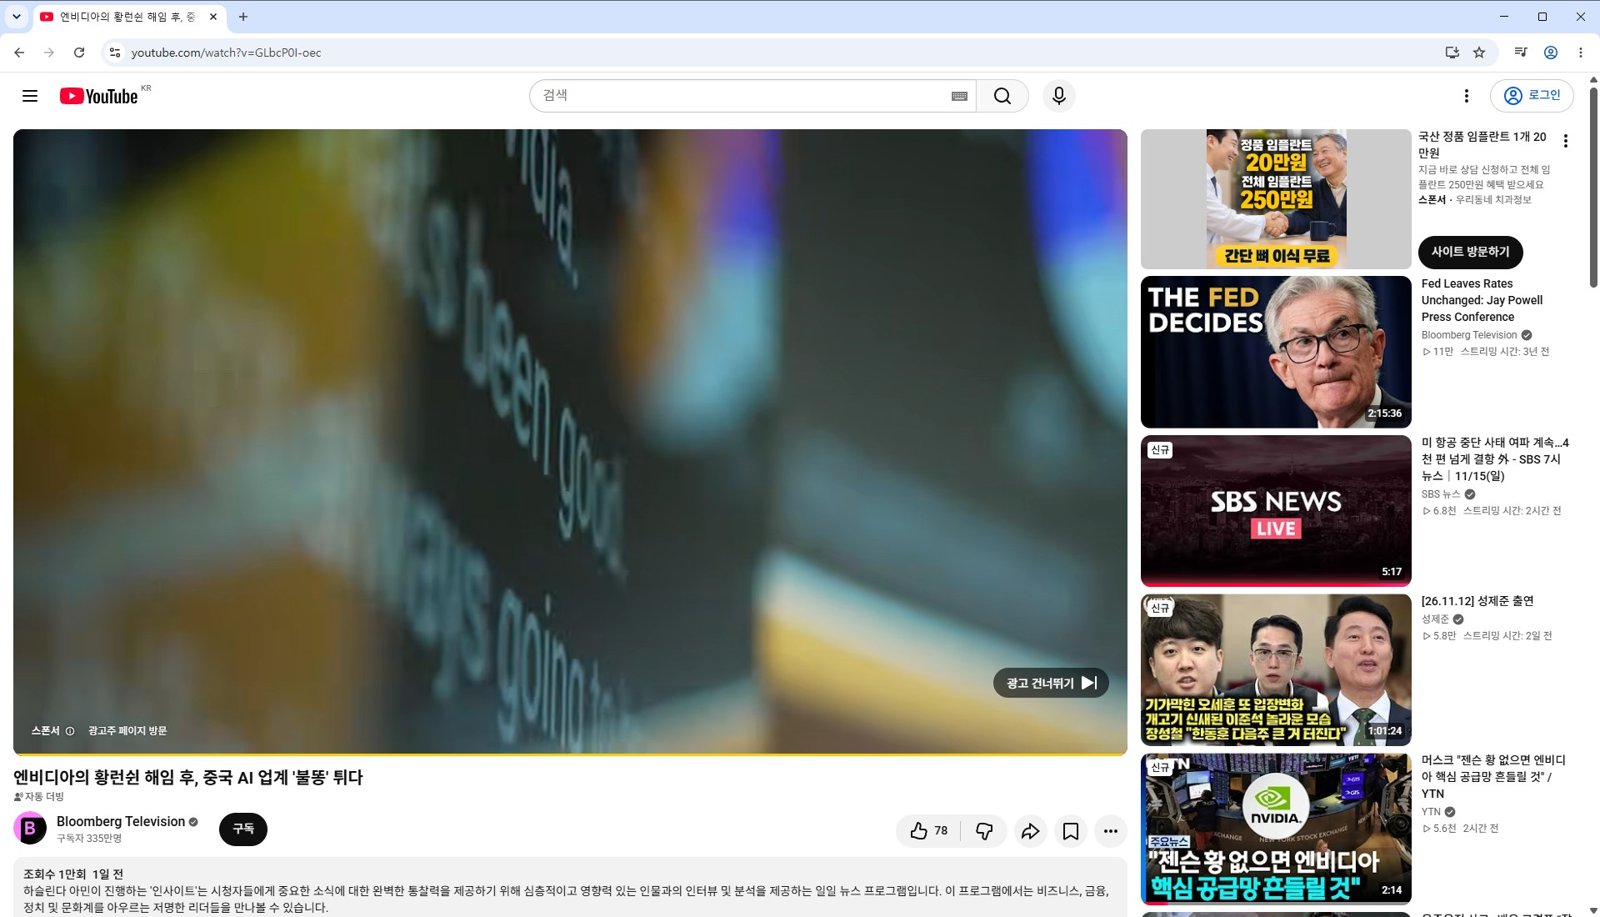 엔비디아의 황런쉰 해임 후, 중
youtube.com/watch?v=GLbcP0I-oec
YouTube KR
검색
로그인
been good
always going to
광고 건너뛰기
스폰서
광고주 페이지 방문
엔비디아의 황런쉰 해임 후, 중국 AI 업계 '불똥' 튀다
자동 더빙
B
Bloomberg Television
구독자 335만명
구독
78
조회수 1만회 1일 전
하슬린다 아민이 진행하는 '인사이트'는 시청자들에게 중요한 소식에 대한 완벽한 통찰력을 제공하기 위해 심층적이고 영향력 있는 인물과의 인터뷰 및 분석을 제공하는 일일 뉴스 프로그램입니다. 이 프로그램에서는 비즈니스, 금융,
정치 및 문화계를 아우르는 저명한 리더들을 만나볼 수 있습니다.
정품 임플란트
20만원
전체 임플란트
250만원
간단 뼈 이식 무료
국산 정품 임플란트 1개 20
만원
지금 바로 상담 신청하고 전체 임
플란트 250만원 혜택 받으세요
스폰서 · 우리동네 치과정보
사이트 방문하기
THE FED
DECIDES
2:15:36
Fed Leaves Rates
Unchanged: Jay Powell
Press Conference
Bloomberg Television
11만 스트리밍 시간: 3년 전
신규
SBS NEWS
LIVE
5:17
미 항공 중단 사태 여파 계속...4
천 편 넘게 결항 外 - SBS 7시
뉴스｜11/15(일)
SBS 뉴스
6.8천 스트리밍 시간: 2시간 전
신규
기가막힌 오세훈 또 입장변화
개고기 신새된 이준석 놀라운 모습
장성철 "한동훈 다음주 큰 거 터진다"
1:01:24
[26.11.12] 성제준 출연
성제준
5.8만 스트리밍 시간: 2일 전
신규
NVIDIA.
주요뉴스
"젠슨 황 없으면 엔비디아
핵심 공급망 흔들릴 것"
2:14
머스크 "젠슨 황 없으면 엔비디
아 핵심 공급망 흔들릴 것" /
YTN
YTN
5.6천 2시간 전